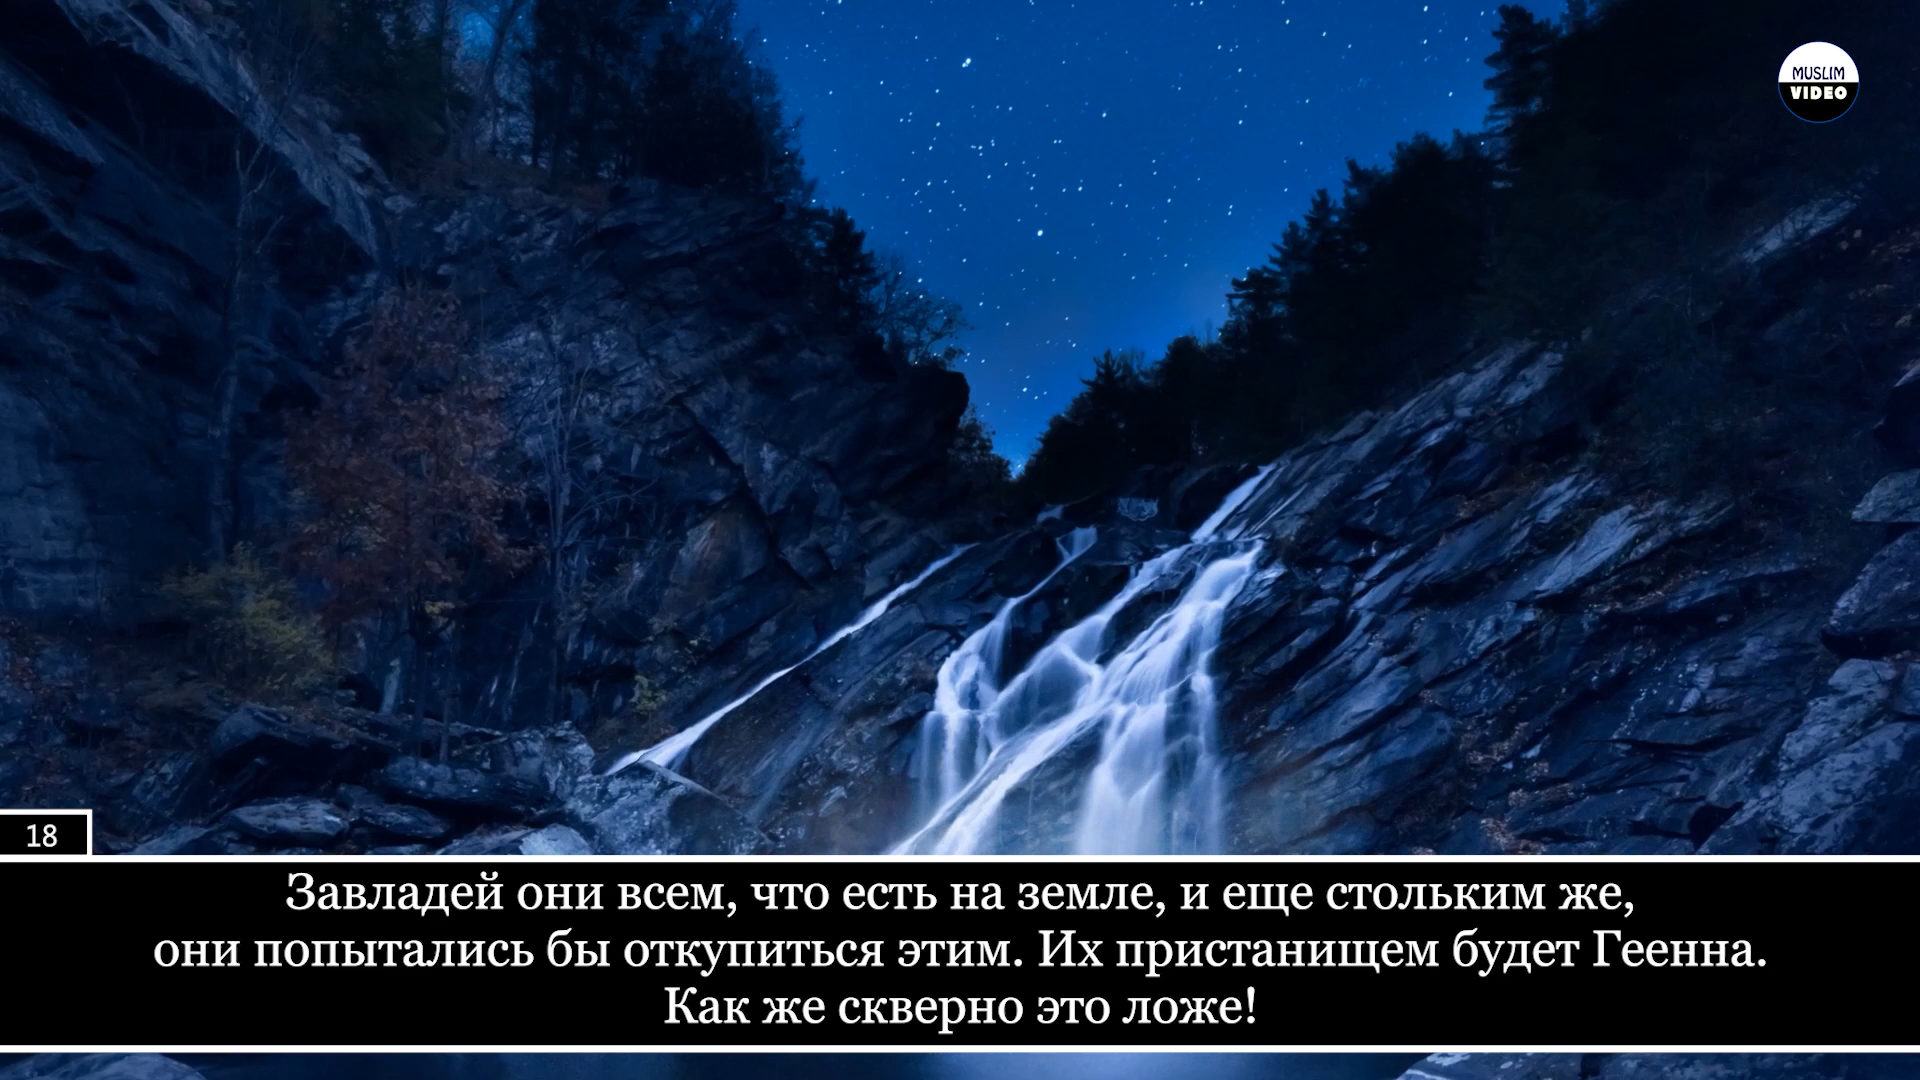 MUSLIM
VIDEO
18
Завладей они всем, что есть на земле, и еще стольким же,
они попытались бы откупиться этим. Их пристанищем будет Геенна.
Как же скверно это ложе!